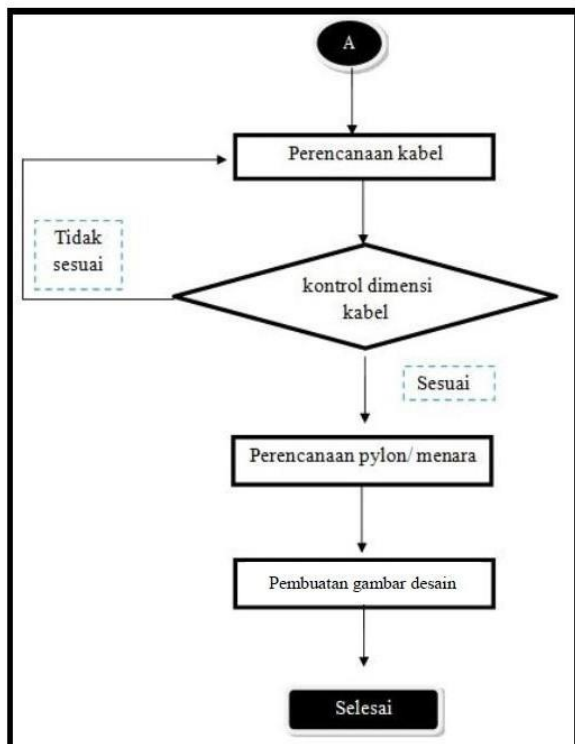 A
Perencanaan kabel
Tidak
sesuai
kontrol dimensi
kabel
Sesuai
Perencanaan pylon/ menara
Pembuatan gambar desain
Selesai